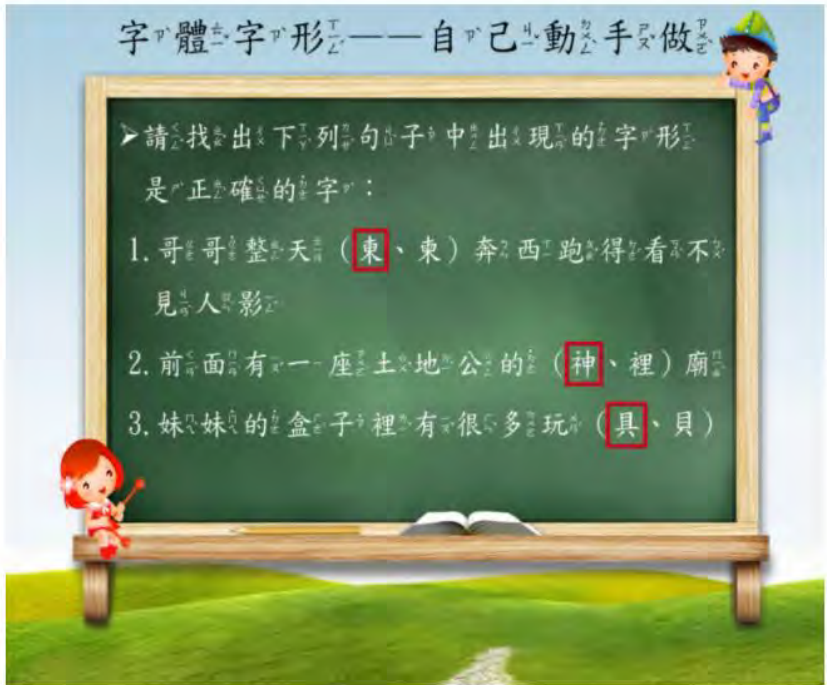 字體字形——自己動手做
➢請找出下列句子中出現的字形
是正確的字：
1. 哥哥整天（東、東）奔西跑得看不
見人影
2. 前面有一座土地公的（神、裡）廟
3. 妹妹的盒子裡有很多玩（具、貝）